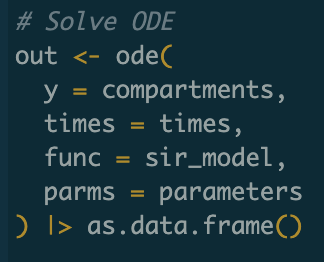 # Solve ODE
out <- ode(
  y = compartments,
  times = times,
  func = sir_model,
  parms = parameters
) |> as.data.frame()